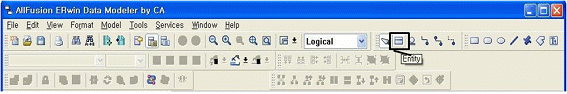 AllFusion ERwin Data Modeler by CA
File Edit View Format Model Tools Services Window Help
Logical
Entity